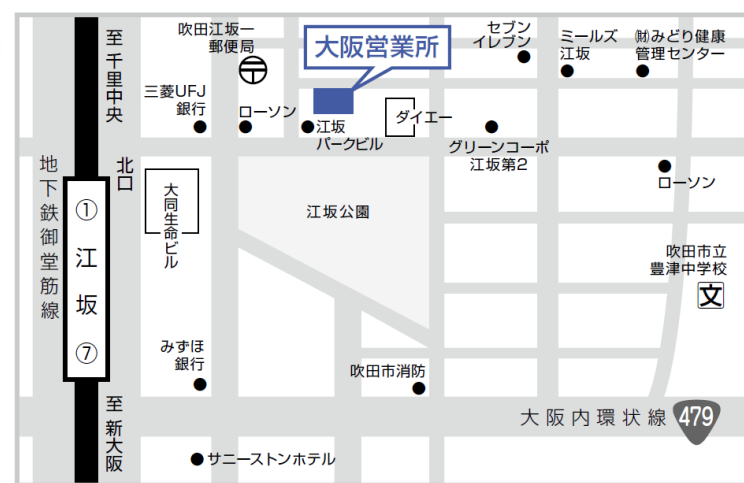 至 千里中央
吹田江坂一
郵便局
大阪営業所
セブン
イレブン
ミールズ
江坂
㈶みどり健康
管理センター
三菱UFJ
銀行
ローソン
江坂
パークビル
ダイエー
グリーンコーポ
江坂第2
ローソン
北口
地下鉄御堂筋線
① 江坂 ⑦
大同生命ビル
江坂公園
吹田市立
豊津中学校
文
みずほ
銀行
吹田市消防
至 新大阪
大阪内環状線
479
サニーストンホテル